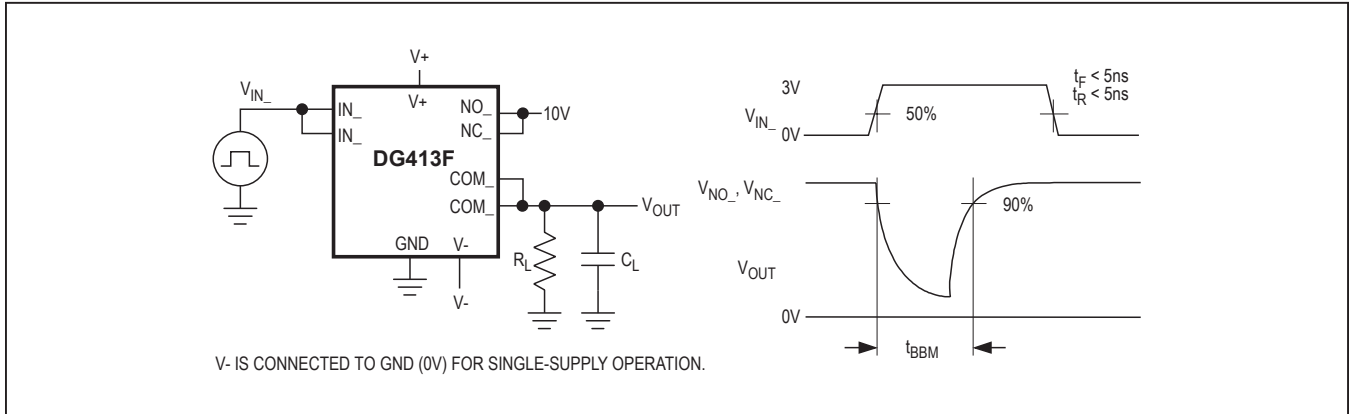 V+
V+
V_IN_
IN_
IN_
NO_
NC_
10V
DG413F
COM_
COM_
V_OUT
GND
V-
V-
R_L
C_L
V- IS CONNECTED TO GND (0V) FOR SINGLE-SUPPLY OPERATION.
3V
V_IN_
0V
50%
t_F < 5ns
t_R < 5ns
V_NO_, V_NC_
90%
V_OUT
0V
t_BBM